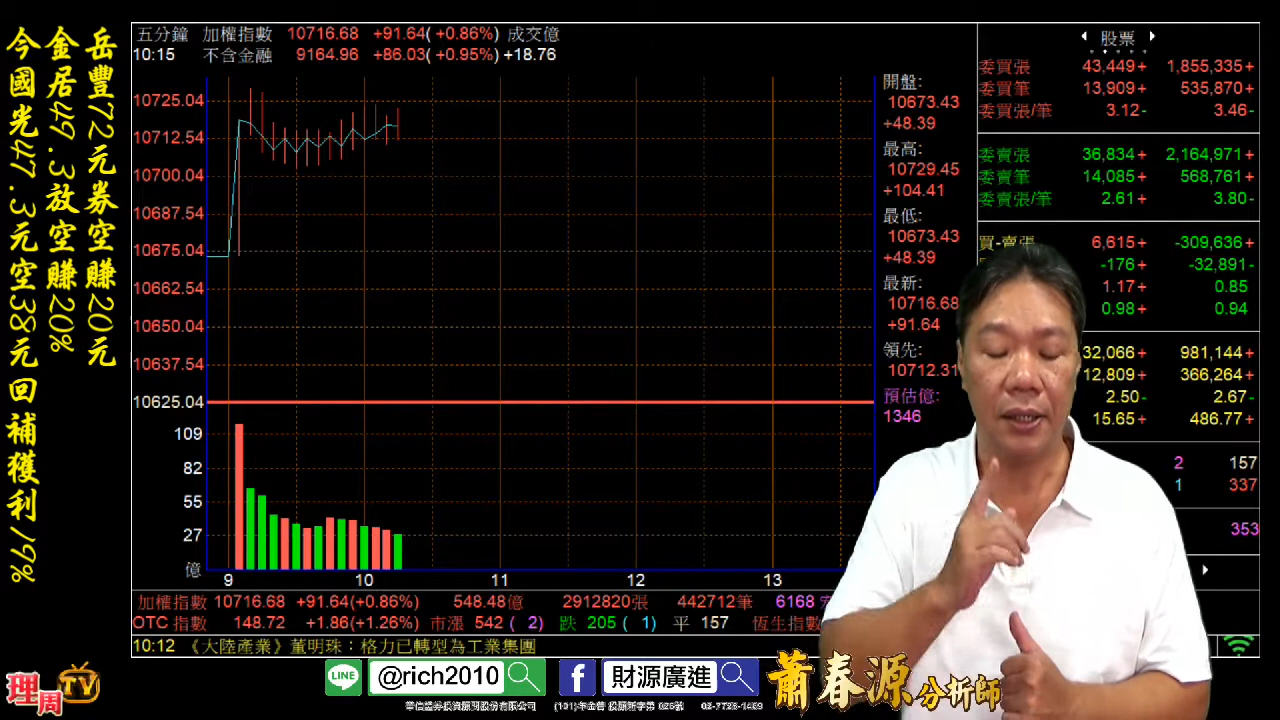 岳豐72元券空賺20元
金居49.3放空賺20%
今國光47.3元空38元回補獲利19%
五分鐘 加權指數 10716.68 +91.64( +0.86%) 成交億
10:15 不含金融 9164.96 +86.03( +0.95%) +18.76
10725.04
10712.54
10700.04
10687.54
10675.04
10662.54
10650.04
10637.54
10625.04
109
82
55
27
億
9 10 11 12 13
開盤:
10673.43
+48.39
最高:
10729.45
+104.41
最低:
10673.43
+48.39
最新:
10716.68
+91.64
領先:
10712.31
預估億:
1346
股票
委買張 43,449+ 1,855,335+
委買筆 13,909+ 535,870+
委買張/筆 3.12- 3.46-
委賣張 36,834+ 2,164,971+
委賣筆 14,085+ 568,761+
委賣張/筆 2.61+ 3.80-
買-賣張 6,615+ -309,636+
-176+ -32,891-
1.17+ 0.85
0.98+ 0.94
32,066+ 981,144+
12,809+ 366,264+
2.50- 2.67-
15.65+ 486.77+
2 157
1 337
353
加權指數 10716.68 +91.64(+0.86%) 548.48億 2912820張 442712筆 6168
OTC 指數 148.72 +1.86(+1.26%) 市漲 542 ( 2) 跌 205 ( 1) 平 157 恆生指數
10:12 《大陸產業》董明珠：格力已轉型為工業集團
理周TV
LINE @rich2010
f 財源廣進
蕭春源分析師